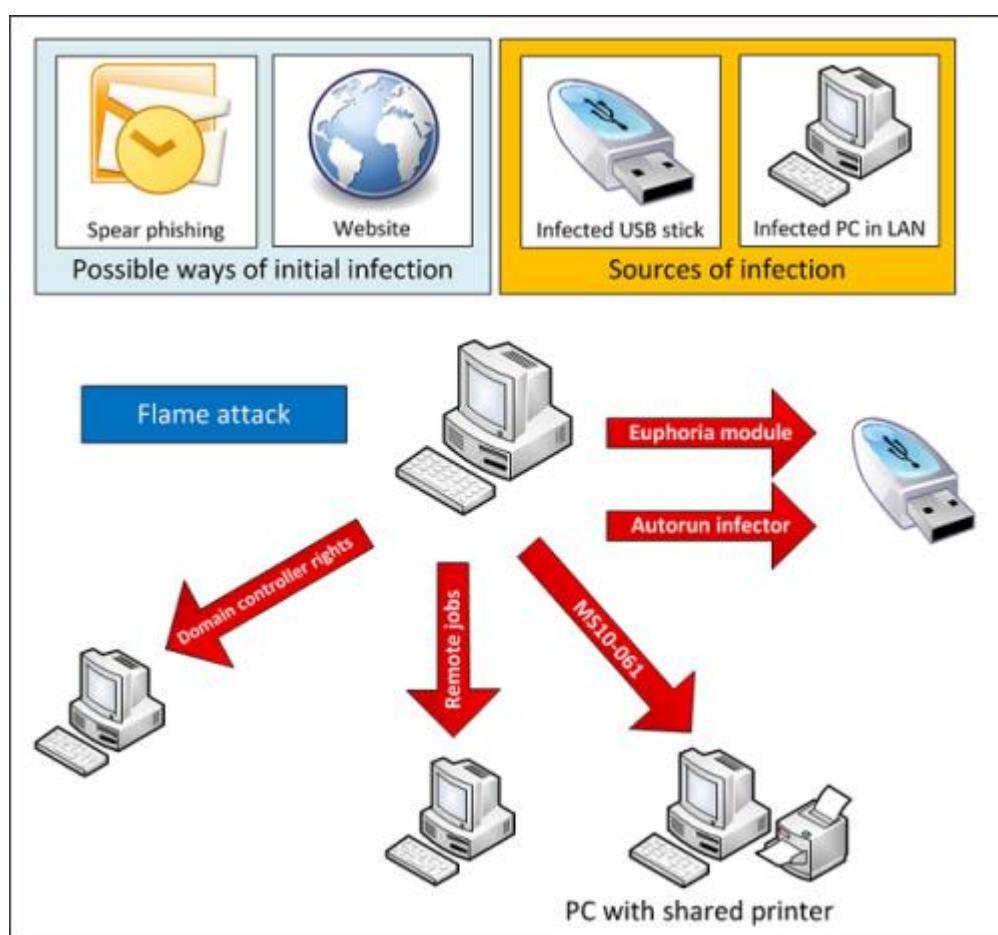 Spear phishing
Website
Possible ways of initial infection
Infected USB stick
Infected PC in LAN
Sources of infection
Flame attack
Euphoria module
Autorun infector
Domain controller rights
Remote jobs
MS10-061
PC with shared printer